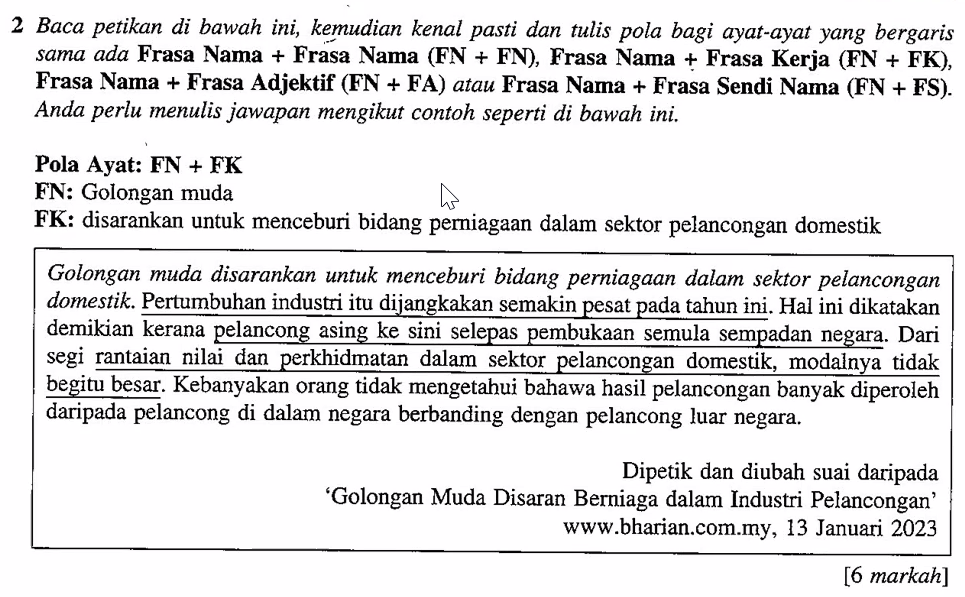 2 Baca petikan di bawah ini, kemudian kenal pasti dan tulis pola bagi ayat-ayat yang bergaris
sama ada Frasa Nama + Frasa Nama (FN + FN), Frasa Nama + Frasa Kerja (FN + FK),
Frasa Nama + Frasa Adjektif (FN + FA) atau Frasa Nama + Frasa Sendi Nama (FN + FS).
Anda perlu menulis jawapan mengikut contoh seperti di bawah ini.
Pola Ayat: FN + FK
FN: Golongan muda
FK: disarankan untuk menceburi bidang perniagaan dalam sektor pelancongan domestik
Golongan muda disarankan untuk menceburi bidang perniagaan dalam sektor pelancongan
domestik. Pertumbuhan industri itu dijangkakan semakin pesat pada tahun ini. Hal ini dikatakan
demikian kerana pelancong asing ke sini selepas pembukaan semula sempadan negara. Dari
segi rantaian nilai dan perkhidmatan dalam sektor pelancongan domestik, modalnya tidak
begitu besar. Kebanyakan orang tidak mengetahui bahawa hasil pelancongan banyak diperoleh
daripada pelancong di dalam negara berbanding dengan pelancong luar negara.
Dipetik dan diubah suai daripada
‘Golongan Muda Disaran Berniaga dalam Industri Pelancongan’
www.bharian.com.my, 13 Januari 2023
[6 markah]